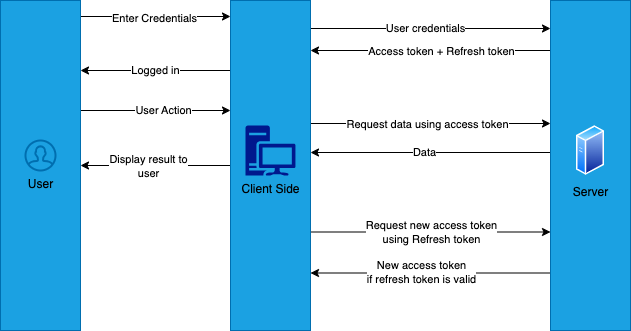 Enter Credentials
User credentials
Access token + Refresh token
Logged in
User Action
Request data using access token
Data
Display result to
user
User
Client Side
Server
Request new access token
using Refresh token
New access token
if refresh token is valid